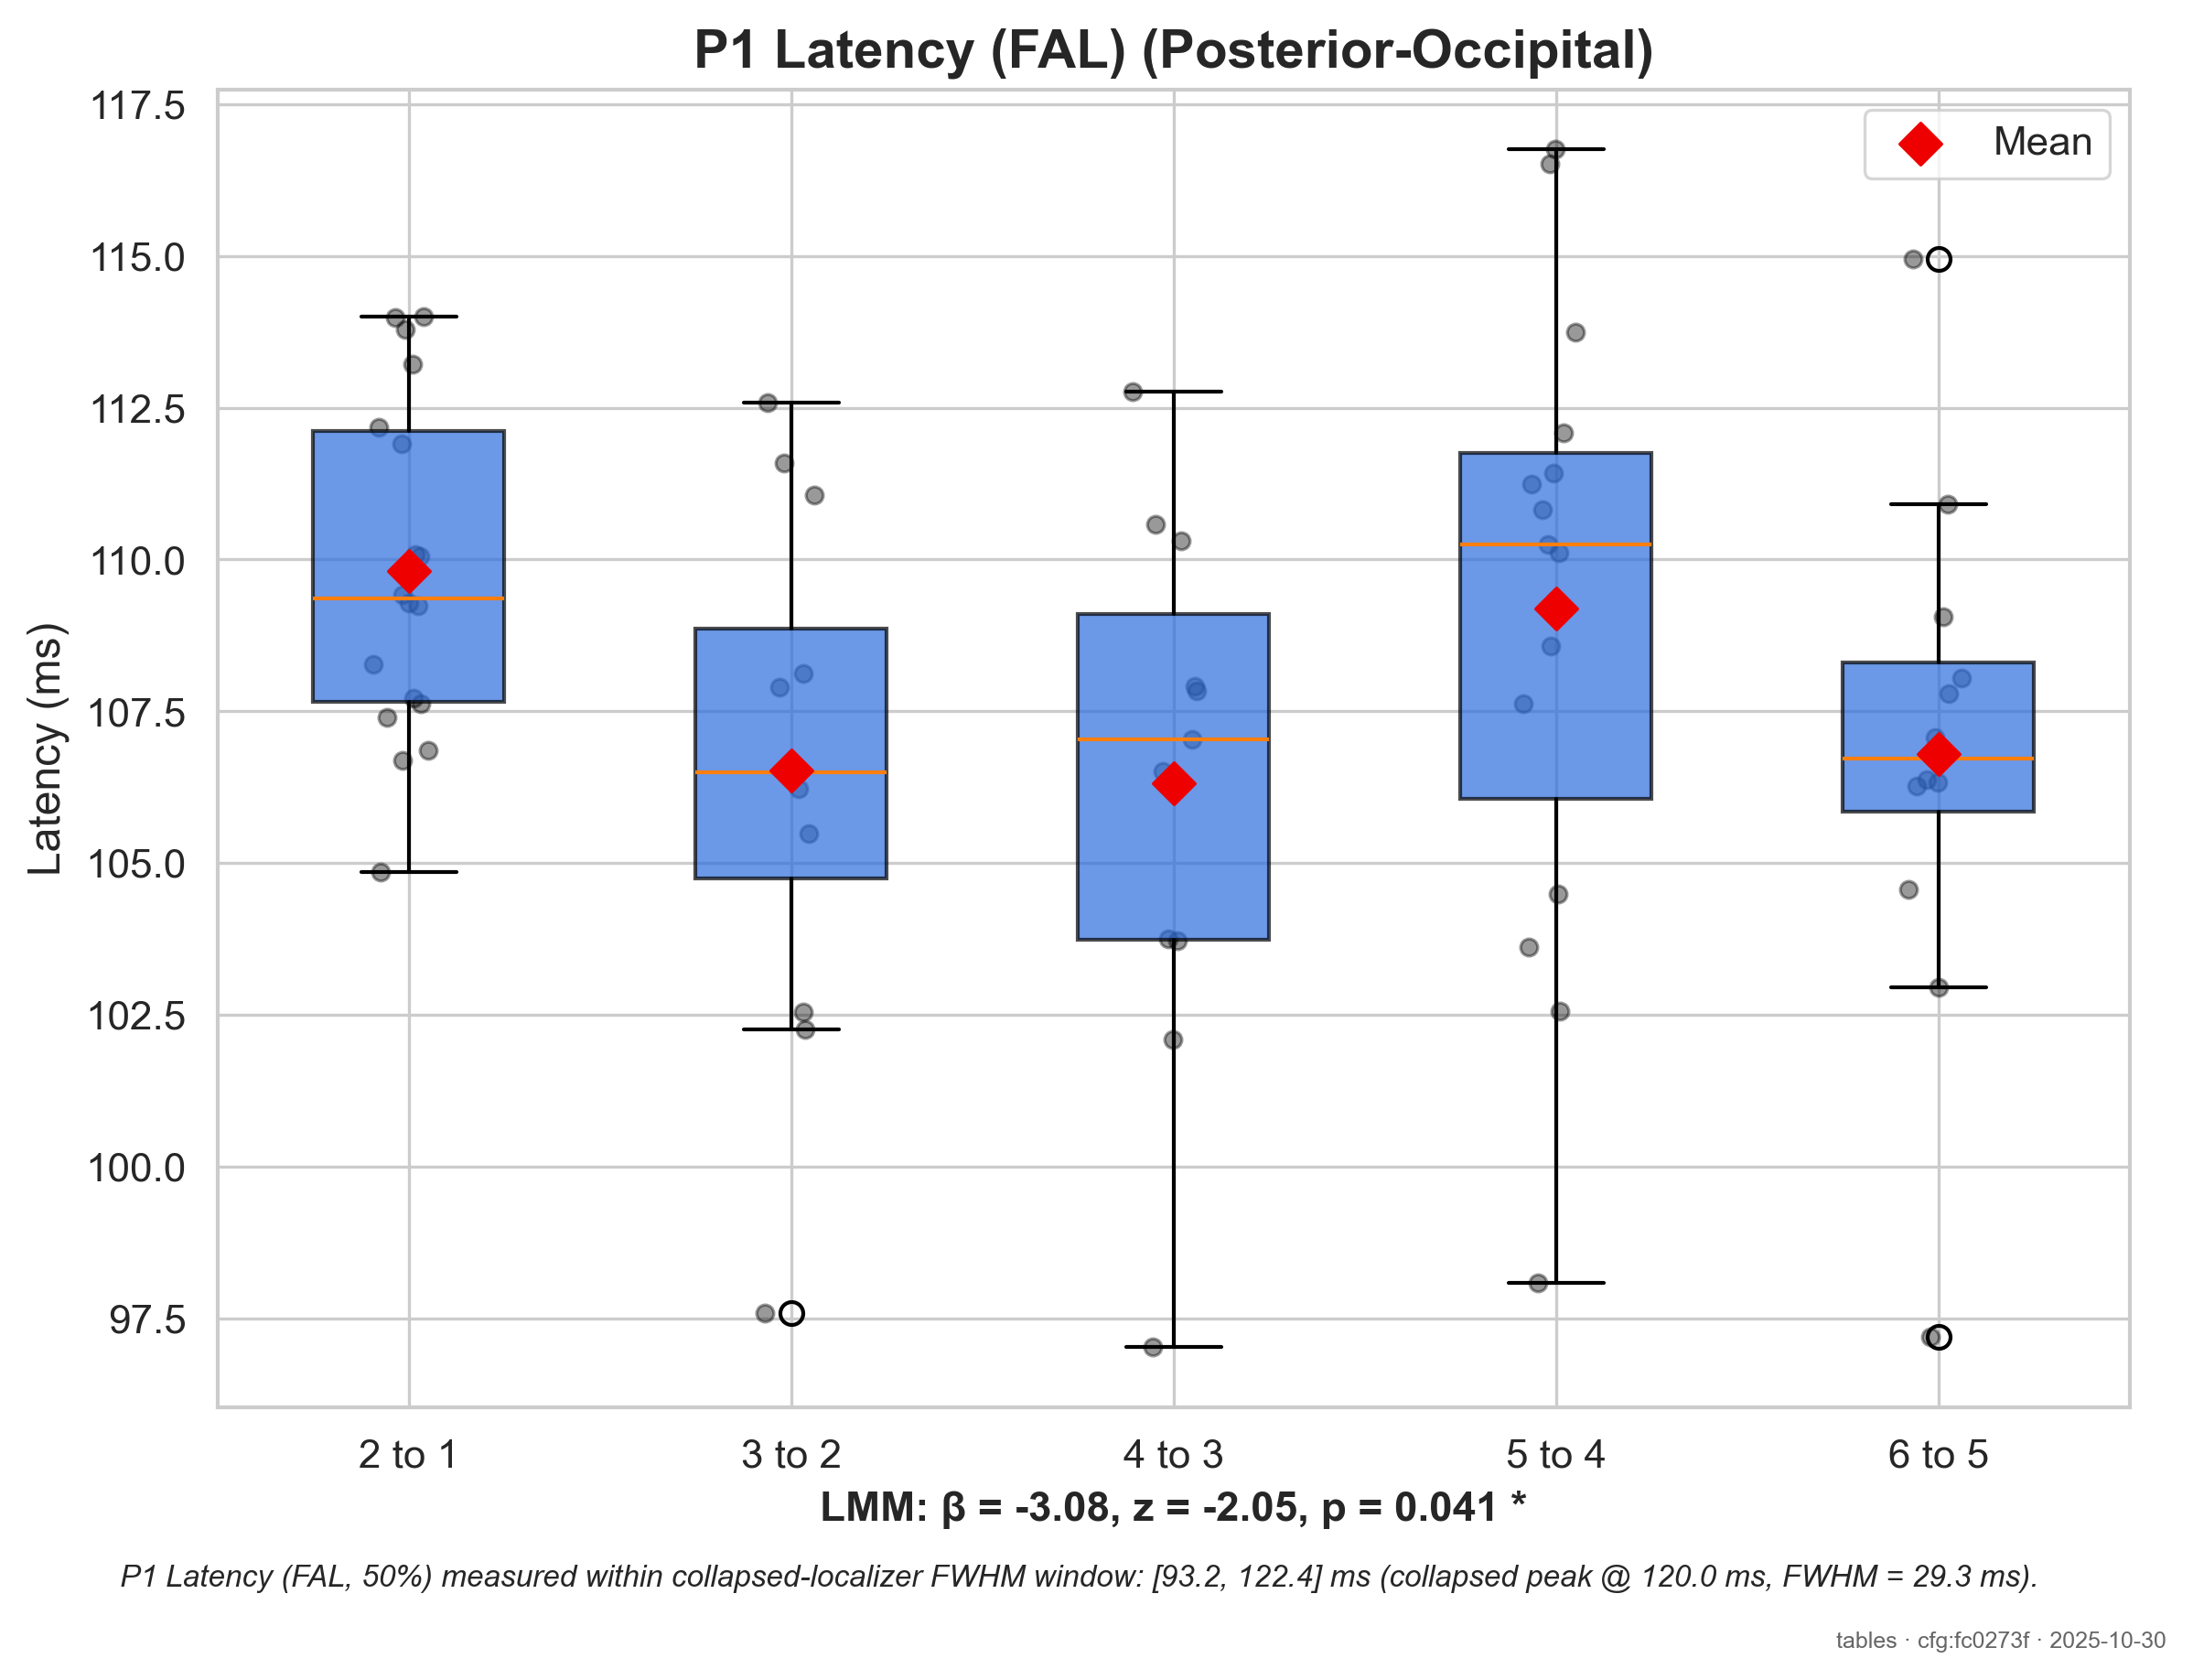 P1 Latency (FAL) (Posterior-Occipital)
Mean
Latency (ms)
117.5
115.0
112.5
110.0
107.5
105.0
102.5
100.0
97.5
2 to 1
3 to 2
4 to 3
5 to 4
6 to 5
LMM: β = -3.08, z = -2.05, p = 0.041 *
P1 Latency (FAL, 50%) measured within collapsed-localizer FWHM window: [93.2, 122.4] ms (collapsed peak @ 120.0 ms, FWHM = 29.3 ms).
tables · cfg:fc0273f · 2025-10-30